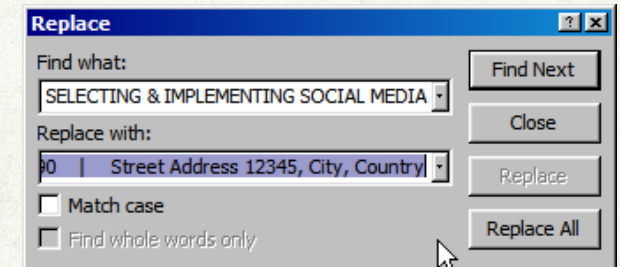 Replace
Find what:
SELECTING & IMPLEMENTING SOCIAL MEDIA
Replace with:
90 | Street Address 12345, City, Country
Match case
Find whole words only
Find Next
Close
Replace
Replace All